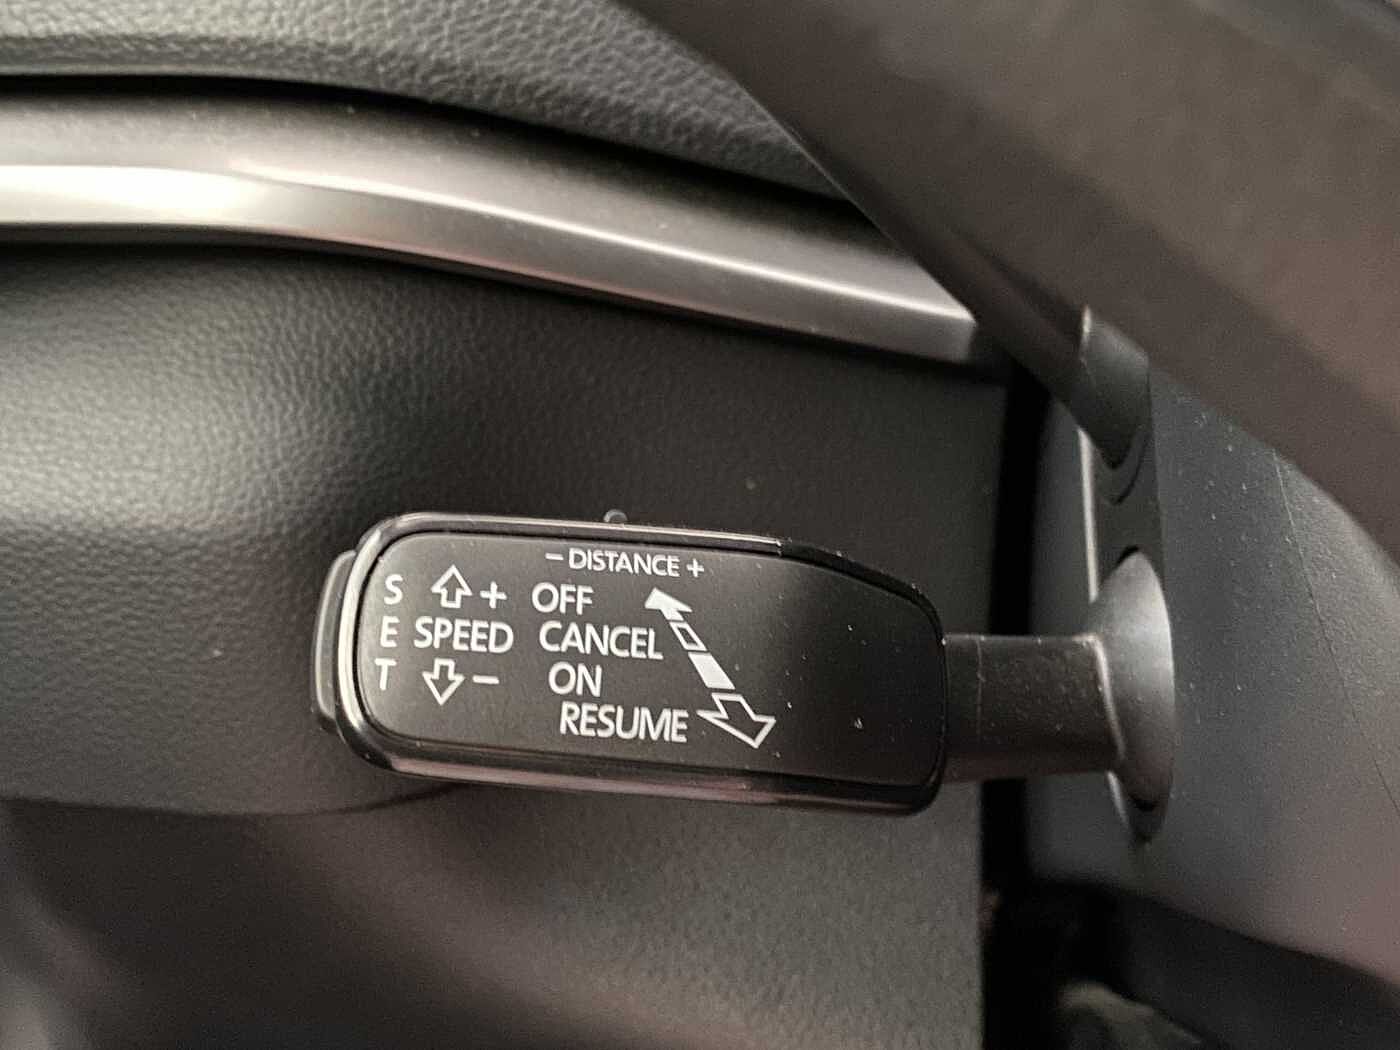 − DISTANCE +
S + OFF
E SPEED CANCEL
T − ON
RESUME